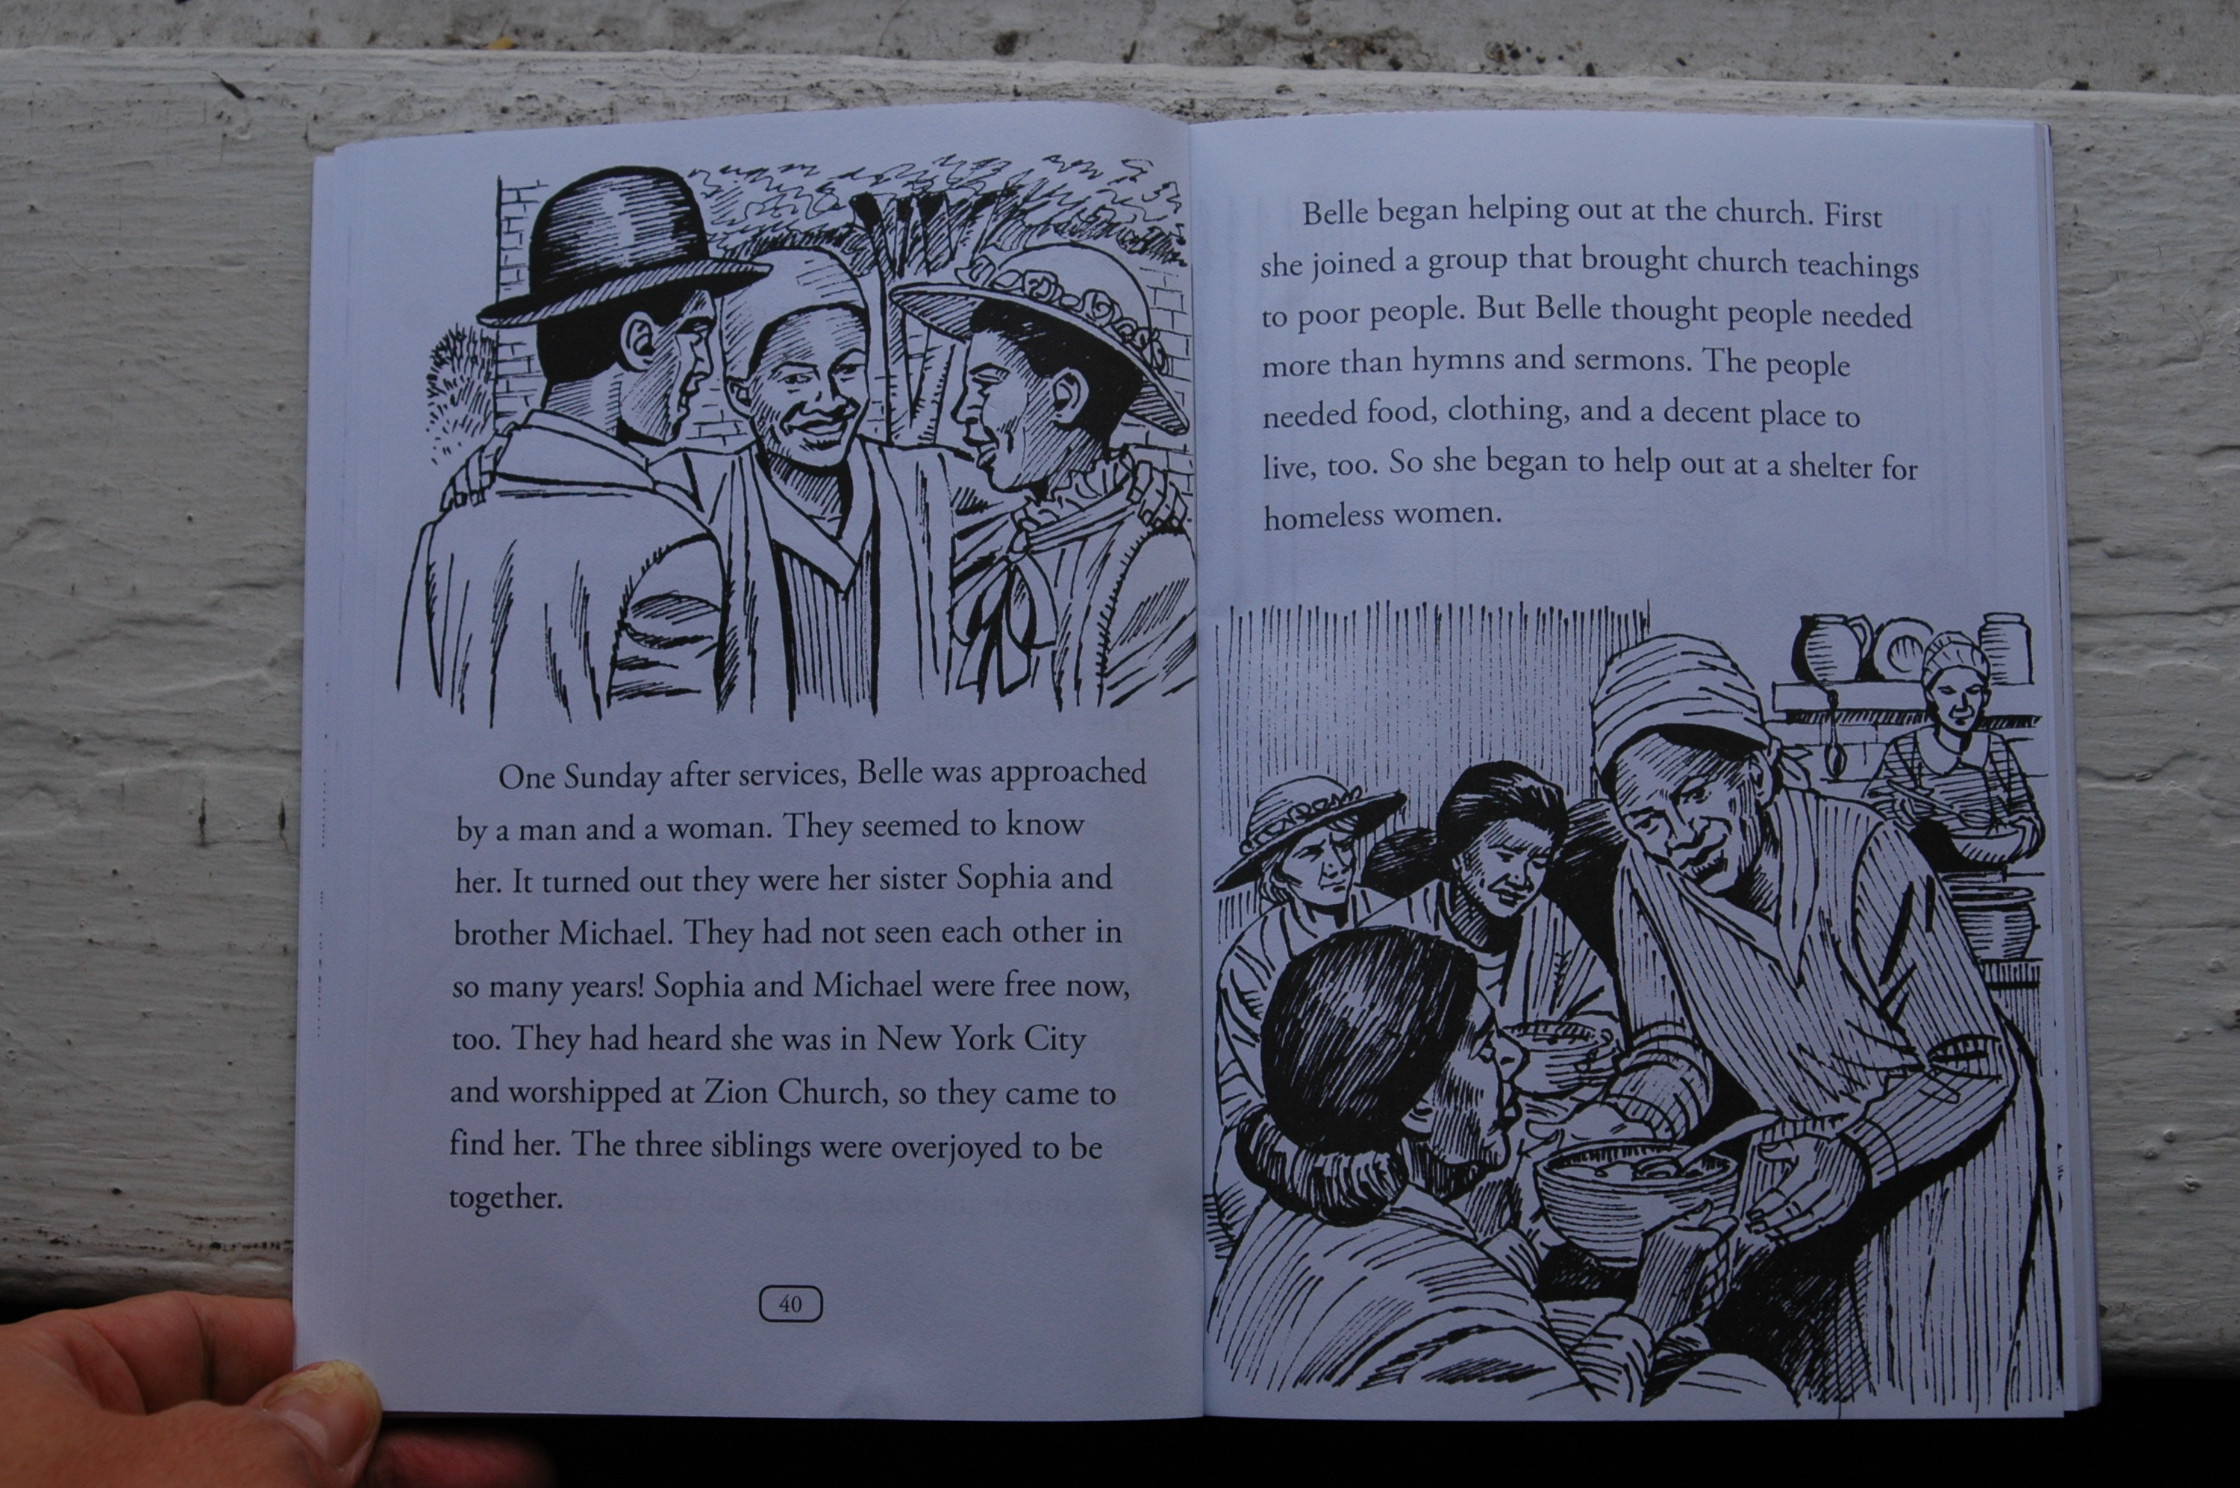 One Sunday after services, Belle was approached
by a man and a woman. They seemed to know
her. It turned out they were her sister Sophia and
brother Michael. They had not seen each other in
so many years! Sophia and Michael were free now,
too. They had heard she was in New York City
and worshipped at Zion Church, so they came to
find her. The three siblings were overjoyed to be
together.
40
Belle began helping out at the church. First
she joined a group that brought church teachings
to poor people. But Belle thought people needed
more than hymns and sermons. The people
needed food, clothing, and a decent place to
live, too. So she began to help out at a shelter for
homeless women.